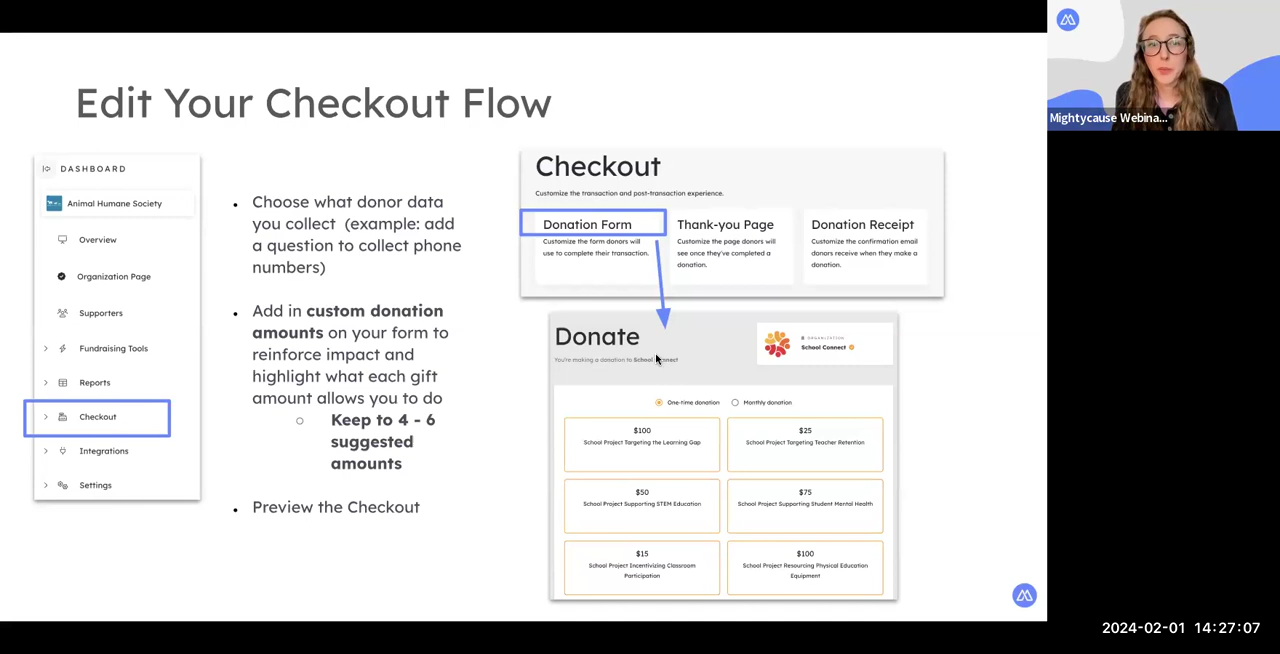 Edit Your Checkout Flow
DASHBOARD
Animal Humane Society
Overview
Organization Page
Supporters
Fundraising Tools
Reports
Checkout
Integrations
Settings
Choose what donor data
you collect (example: add
a question to collect phone
numbers)
Add in custom donation
amounts on your form to
reinforce impact and
highlight what each gift
amount allows you to do
Keep to 4 - 6
suggested
amounts
Preview the Checkout
Checkout
Customize the transaction and post-transaction experience.
Donation Form
Customize the form donors will
use to complete their transaction.
Thank-you Page
Customize the page donors will
see once they've completed a
donation.
Donation Receipt
Customize the confirmation email
donors receive when they make a
donation.
Donate
You're making a donation to School Connect
ORGANIZATION
School Connect
One-time donation
Monthly donation
$100
School Project Targeting the Learning Gap
$25
School Project Targeting Teacher Retention
$50
School Project Supporting STEM Education
$75
School Project Supporting Student Mental Health
$15
School Project Incentivizing Classroom
Participation
$100
School Project Resourcing Physical Education
Equipment
Mightycause Webina...
2024-02-01 14:27:07